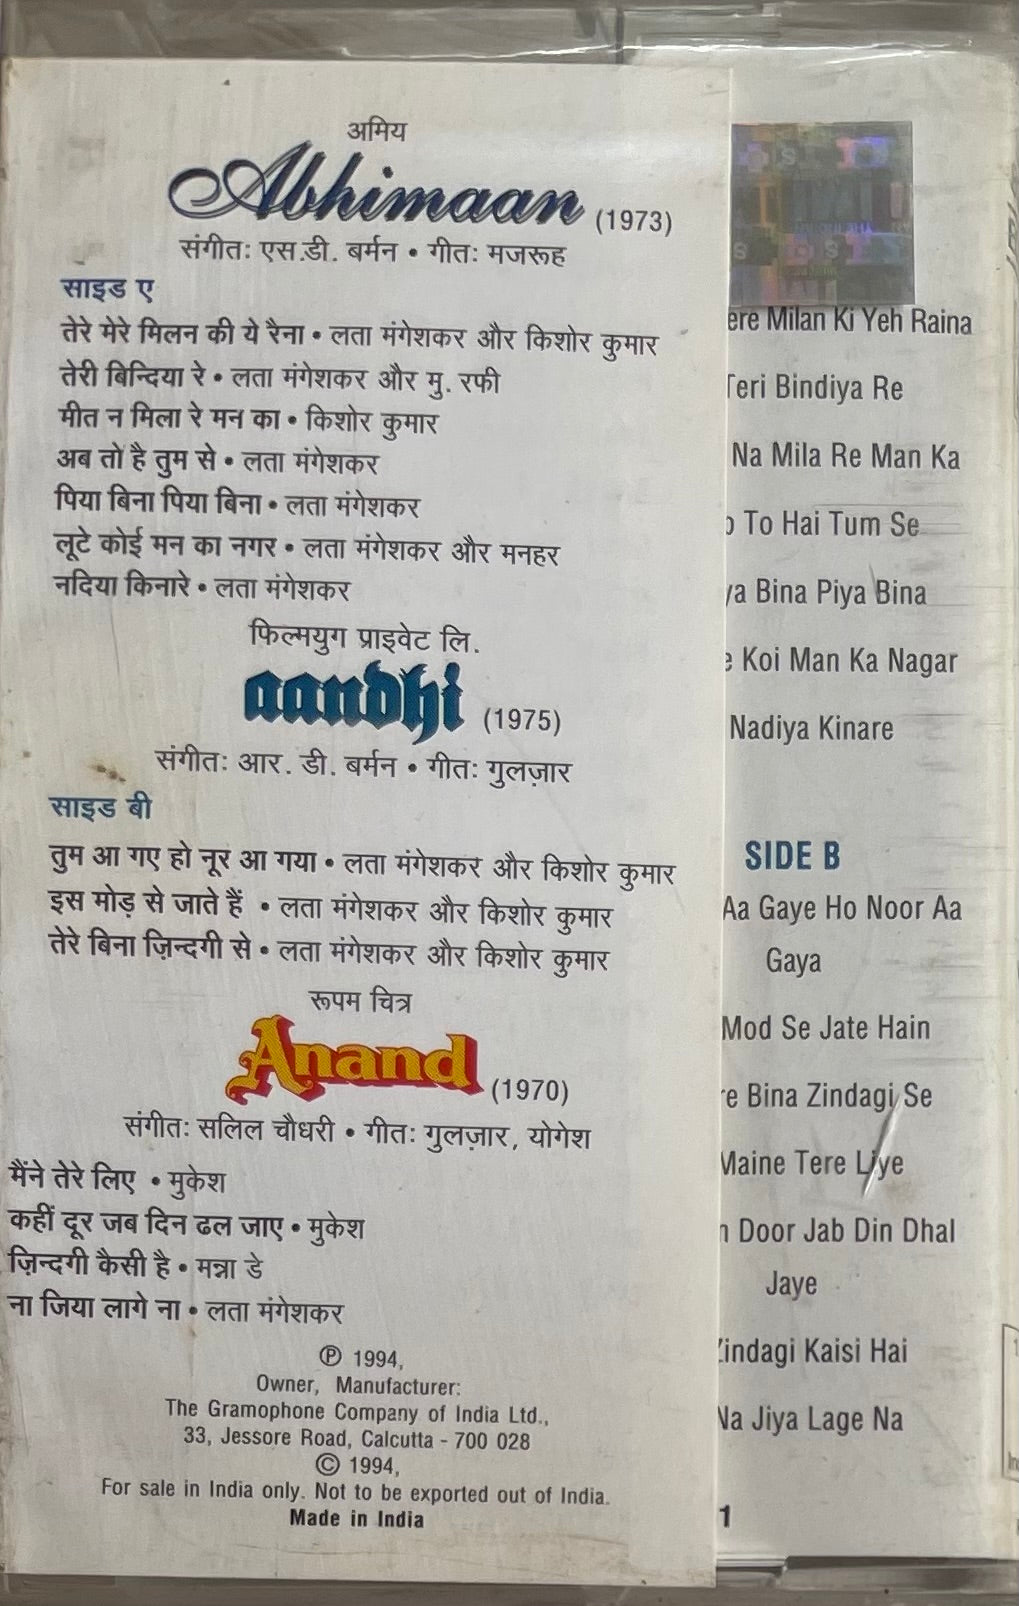 अमिय
Abhimaan (1973)
संगीतः एस.डी. बर्मन • गीतः मजरूह
साइड ए
तेरे मेरे मिलन की ये रैना • लता मंगेशकर और किशोर कुमार
तेरी बिन्दिया रे • लता मंगेशकर और मु. रफी
मीत न मिला रे मन का • किशोर कुमार
अब तो है तुम से • लता मंगेशकर
पिया बिना पिया बिना • लता मंगेशकर
लूटे कोई मन का नगर • लता मंगेशकर और मनहर
नदिया किनारे • लता मंगेशकर
फिल्मयुग प्राइवेट लि.
aandhi (1975)
संगीतः आर. डी. बर्मन • गीतः गुलज़ार
साइड बी
तुम आ गए हो नूर आ गया • लता मंगेशकर और किशोर कुमार
इस मोड़ से जाते हैं • लता मंगेशकर और किशोर कुमार
तेरे बिना ज़िन्दगी से • लता मंगेशकर और किशोर कुमार
रूपम चित्र
Anand (1970)
संगीतः सलिल चौधरी • गीतः गुलज़ार, योगेश
मैंने तेरे लिए • मुकेश
कहीं दूर जब दिन ढल जाए • मुकेश
ज़िन्दगी कैसी है • मन्ना डे
ना जिया लागे ना • लता मंगेशकर
℗ 1994,
Owner, Manufacturer:
The Gramophone Company of India Ltd.,
33, Jessore Road, Calcutta - 700 028
© 1994,
For sale in India only. Not to be exported out of India.
Made in India
ere Milan Ki Yeh Raina
Teri Bindiya Re
Na Mila Re Man Ka
To Hai Tum Se
ya Bina Piya Bina
e Koi Man Ka Nagar
Nadiya Kinare
SIDE B
Aa Gaye Ho Noor Aa
Gaya
Mod Se Jate Hain
re Bina Zindagi Se
Maine Tere Liye
Door Jab Din Dhal
Jaye
Zindagi Kaisi Hai
Na Jiya Lage Na
1